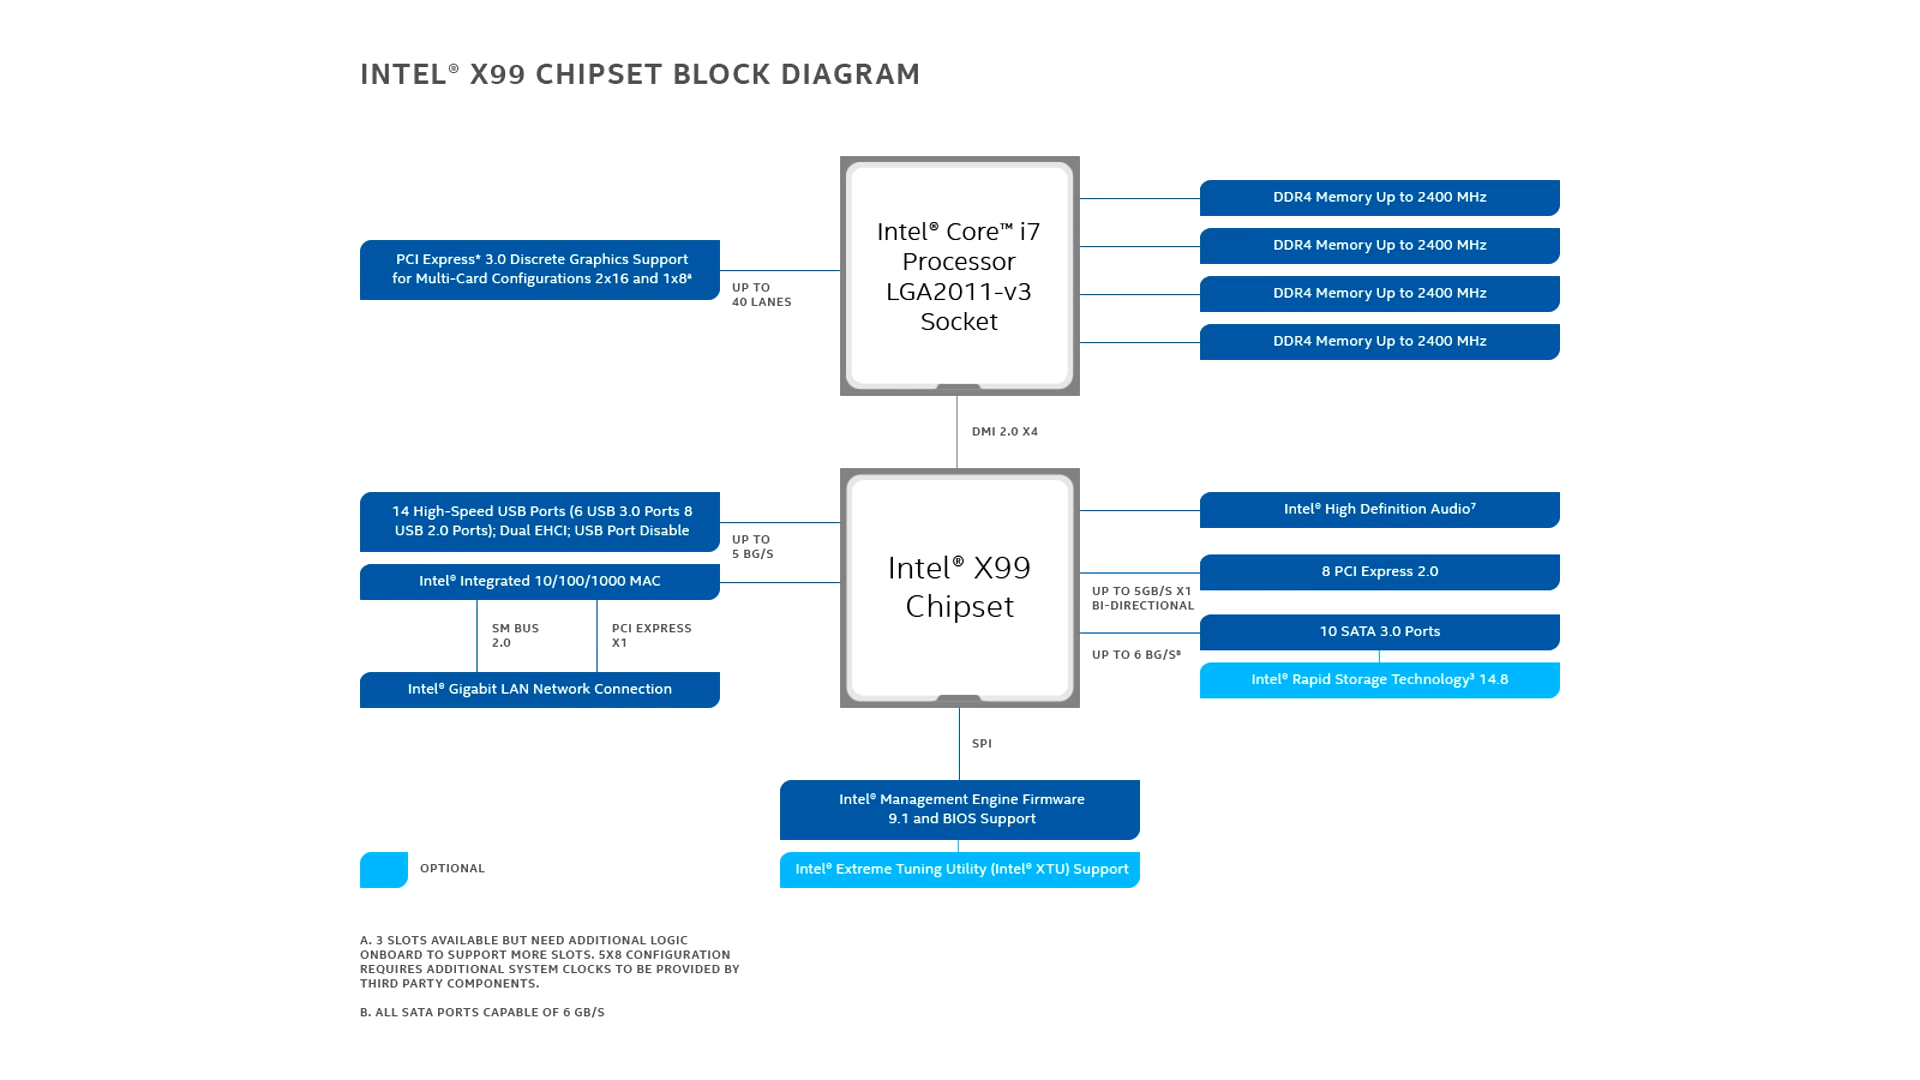 INTEL® X99 CHIPSET BLOCK DIAGRAM
Intel® Core™ i7
Processor
LGA2011-v3
Socket
PCI Express* 3.0 Discrete Graphics Support
for Multi-Card Configurations 2x16 and 1x8ᴬ
UP TO
40 LANES
DDR4 Memory Up to 2400 MHz
DDR4 Memory Up to 2400 MHz
DDR4 Memory Up to 2400 MHz
DDR4 Memory Up to 2400 MHz
DMI 2.0 X4
14 High-Speed USB Ports (6 USB 3.0 Ports 8
USB 2.0 Ports); Dual EHCI; USB Port Disable
UP TO
5 BG/S
Intel® Integrated 10/100/1000 MAC
SM BUS
2.0
PCI EXPRESS
X1
Intel® Gigabit LAN Network Connection
Intel® X99
Chipset
Intel® High Definition Audio⁷
8 PCI Express 2.0
UP TO 5GB/S X1
BI-DIRECTIONAL
10 SATA 3.0 Ports
UP TO 6 BG/Sᴮ
Intel® Rapid Storage Technology³ 14.8
SPI
Intel® Management Engine Firmware
9.1 and BIOS Support
Intel® Extreme Tuning Utility (Intel® XTU) Support
OPTIONAL
A. 3 SLOTS AVAILABLE BUT NEED ADDITIONAL LOGIC
ONBOARD TO SUPPORT MORE SLOTS. 5X8 CONFIGURATION
REQUIRES ADDITIONAL SYSTEM CLOCKS TO BE PROVIDED BY
THIRD PARTY COMPONENTS.
B. ALL SATA PORTS CAPABLE OF 6 GB/S